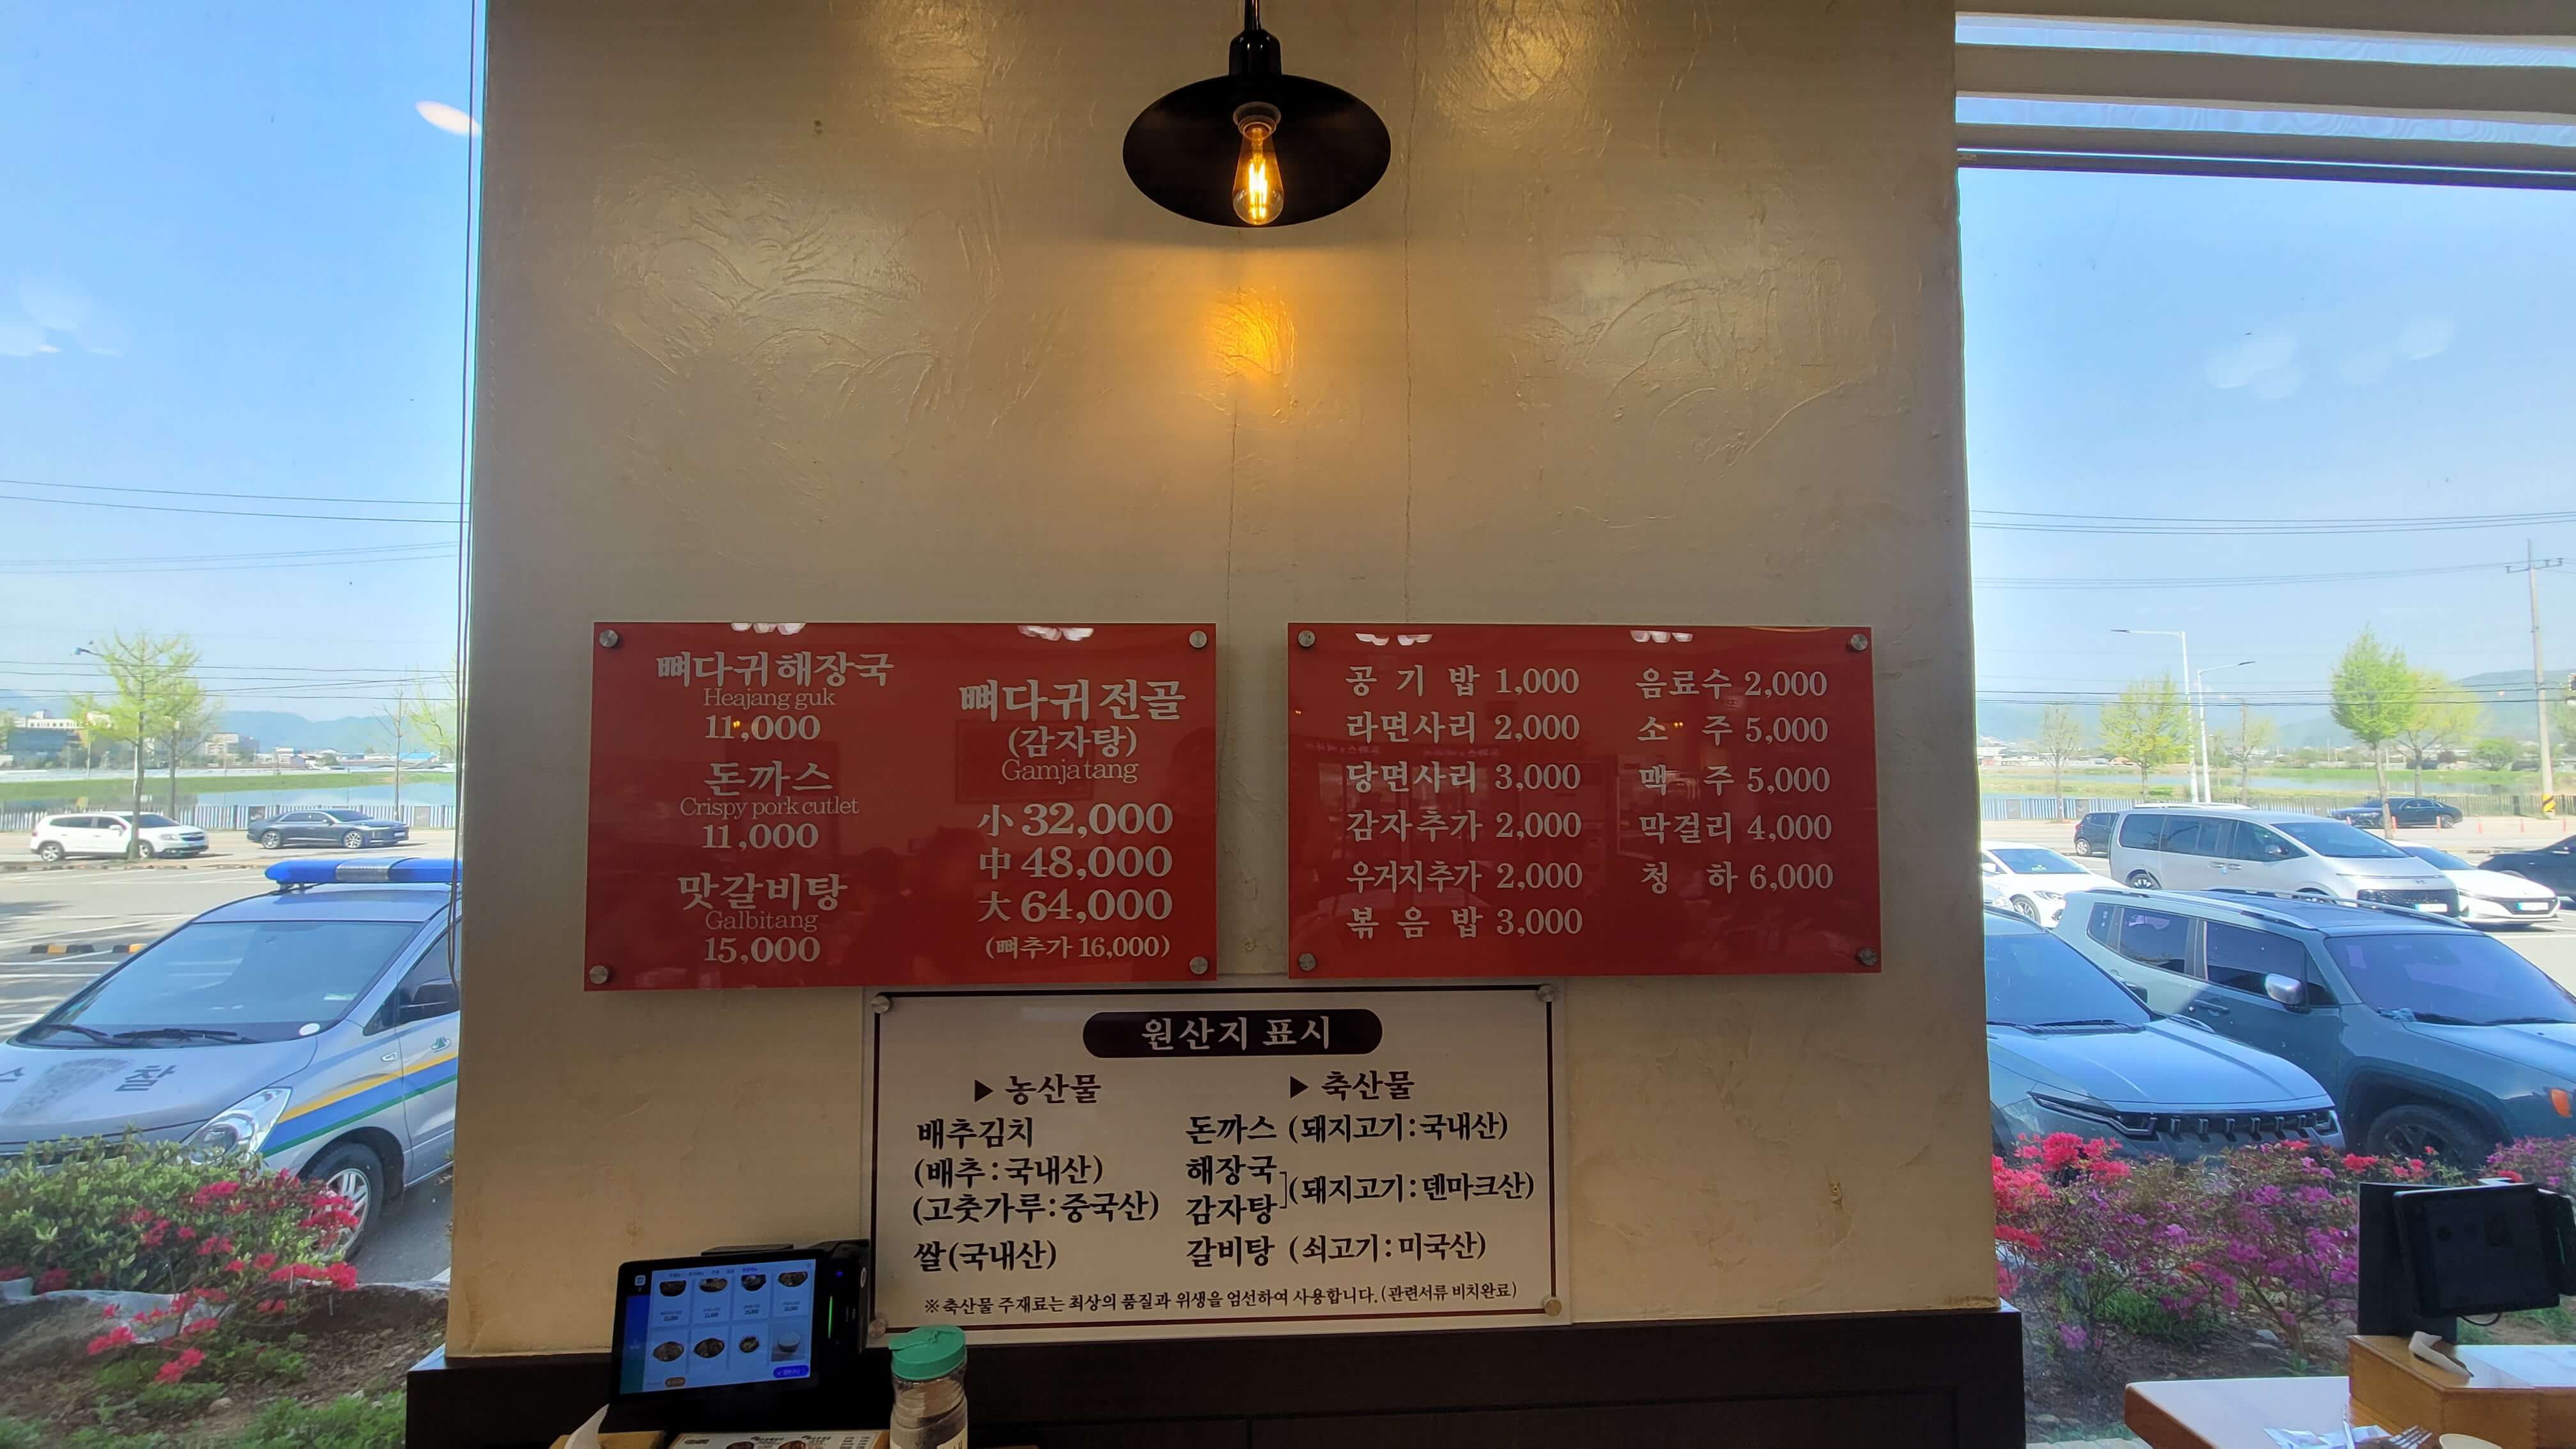 뼈다귀해장국
Heajang guk
11,000
돈까스
Crispy pork cutlet
11,000
맛갈비탕
Galbitang
15,000
뼈다귀전골
(감자탕)
Gamjatang
小 32,000
中 48,000
大 64,000
(뼈추가 16,000)
공 기 밥 1,000
라면사리 2,000
당면사리 3,000
감자추가 2,000
우거지추가 2,000
볶 음 밥 3,000
음료수 2,000
소 주 5,000
맥 주 5,000
막걸리 4,000
청 하 6,000
원산지 표시
▶ 농산물
배추김치
(배추:국내산)
(고춧가루:중국산)
쌀(국내산)
▶ 축산물
돈까스 (돼지고기:국내산)
해장국
감자탕 (돼지고기:덴마크산)
갈비탕 (쇠고기:미국산)
※축산물 주재료는 최상의 품질과 위생을 엄선하여 사용합니다.(관련서류 비치완료)
찰